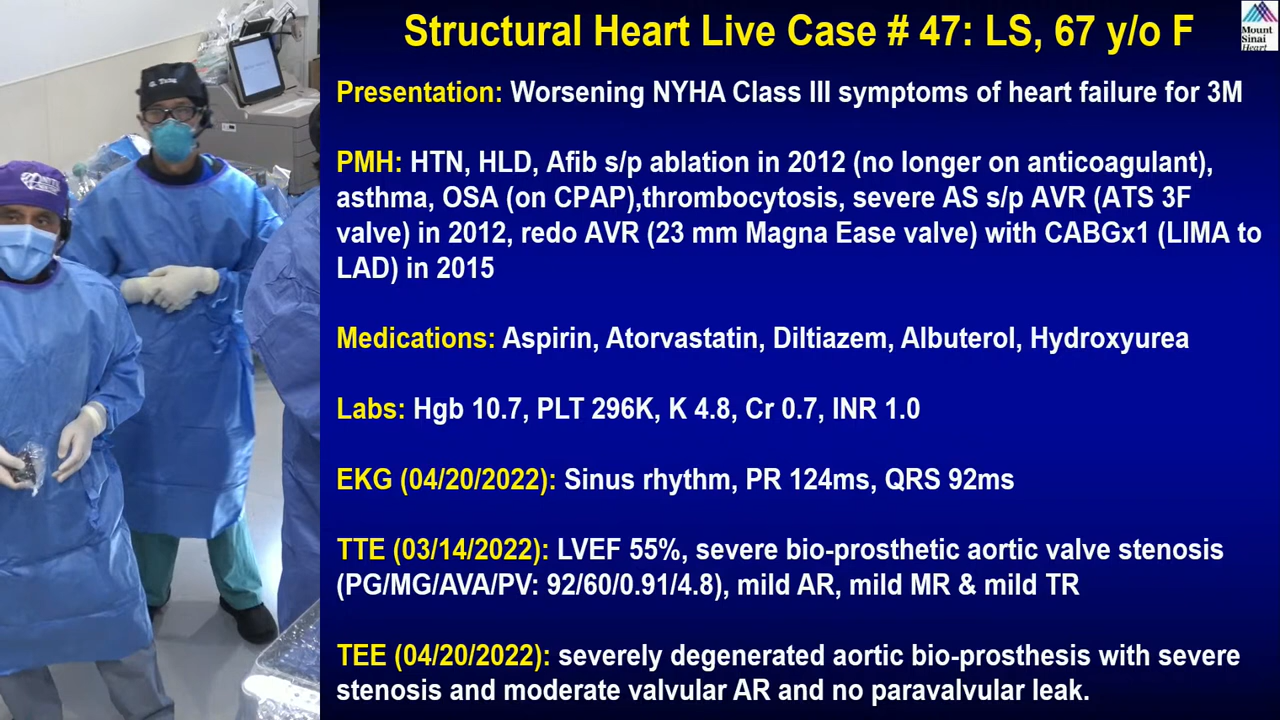 Structural Heart Live Case # 47: LS, 67 y/o F
Mount
Sinai
Heart
Presentation: Worsening NYHA Class III symptoms of heart failure for 3M
PMH: HTN, HLD, Afib s/p ablation in 2012 (no longer on anticoagulant),
asthma, OSA (on CPAP),thrombocytosis, severe AS s/p AVR (ATS 3F
valve) in 2012, redo AVR (23 mm Magna Ease valve) with CABGx1 (LIMA to
LAD) in 2015
Medications: Aspirin, Atorvastatin, Diltiazem, Albuterol, Hydroxyurea
Labs: Hgb 10.7, PLT 296K, K 4.8, Cr 0.7, INR 1.0
EKG (04/20/2022): Sinus rhythm, PR 124ms, QRS 92ms
TTE (03/14/2022): LVEF 55%, severe bio-prosthetic aortic valve stenosis
(PG/MG/AVA/PV: 92/60/0.91/4.8), mild AR, mild MR & mild TR
TEE (04/20/2022): severely degenerated aortic bio-prosthesis with severe
stenosis and moderate valvular AR and no paravalvular leak.
G. Tang